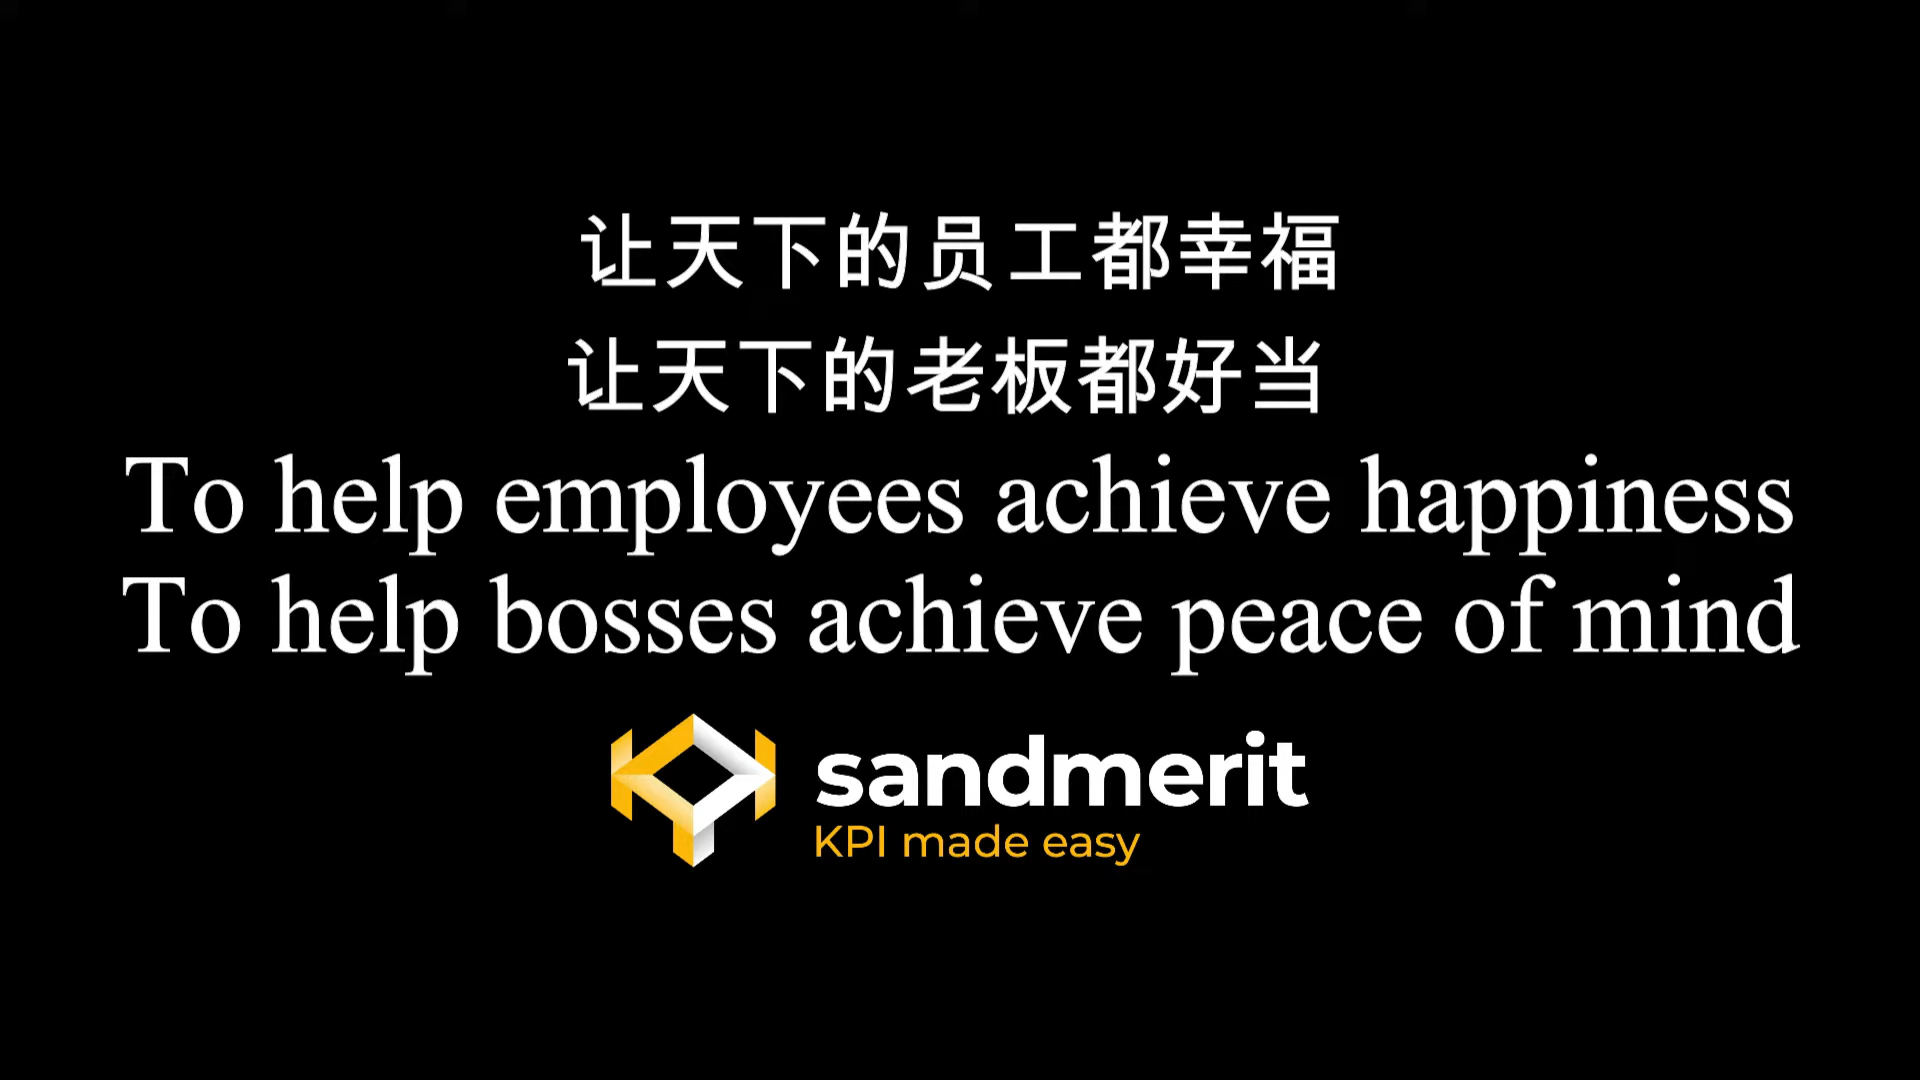 让天下的员工都幸福
让天下的老板都好当
To help employees achieve happiness
To help bosses achieve peace of mind
sandmerit
KPI made easy